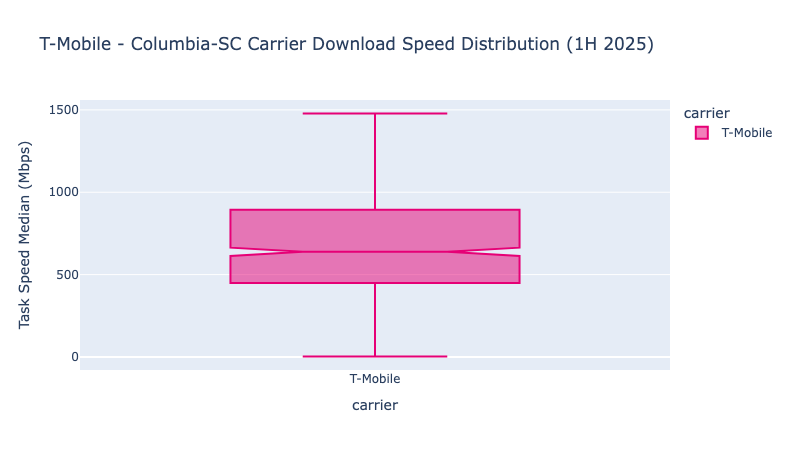 T-Mobile - Columbia-SC Carrier Download Speed Distribution (1H 2025)
carrier
T-Mobile
Task Speed Median (Mbps)
1500
1000
500
0
T-Mobile
carrier